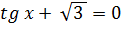 tg x + √3 = 0